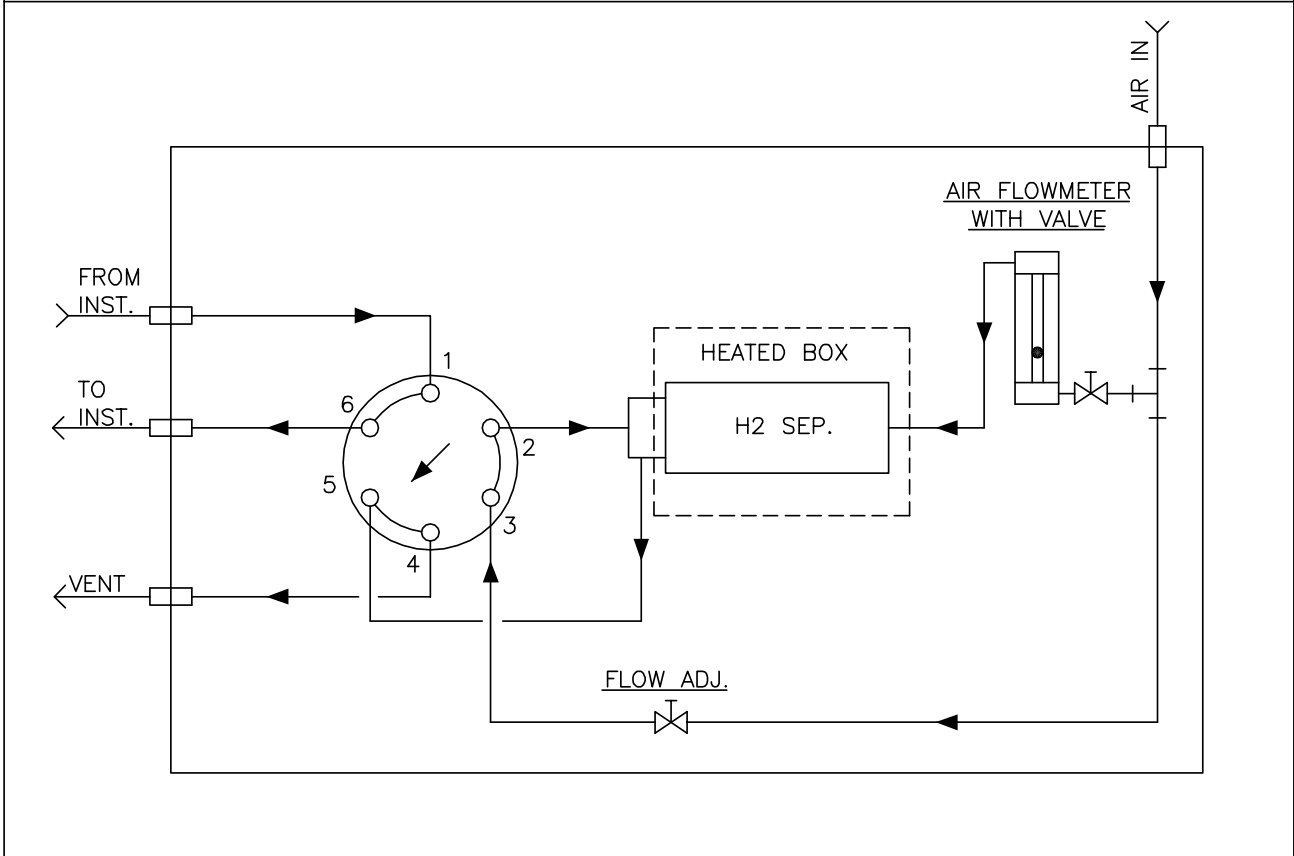 AIR IN
AIR FLOWMETER
WITH VALVE
FROM
INST.
1
HEATED BOX
TO
INST.
6
2
H2 SEP.
5
3
4
VENT
FLOW ADJ.